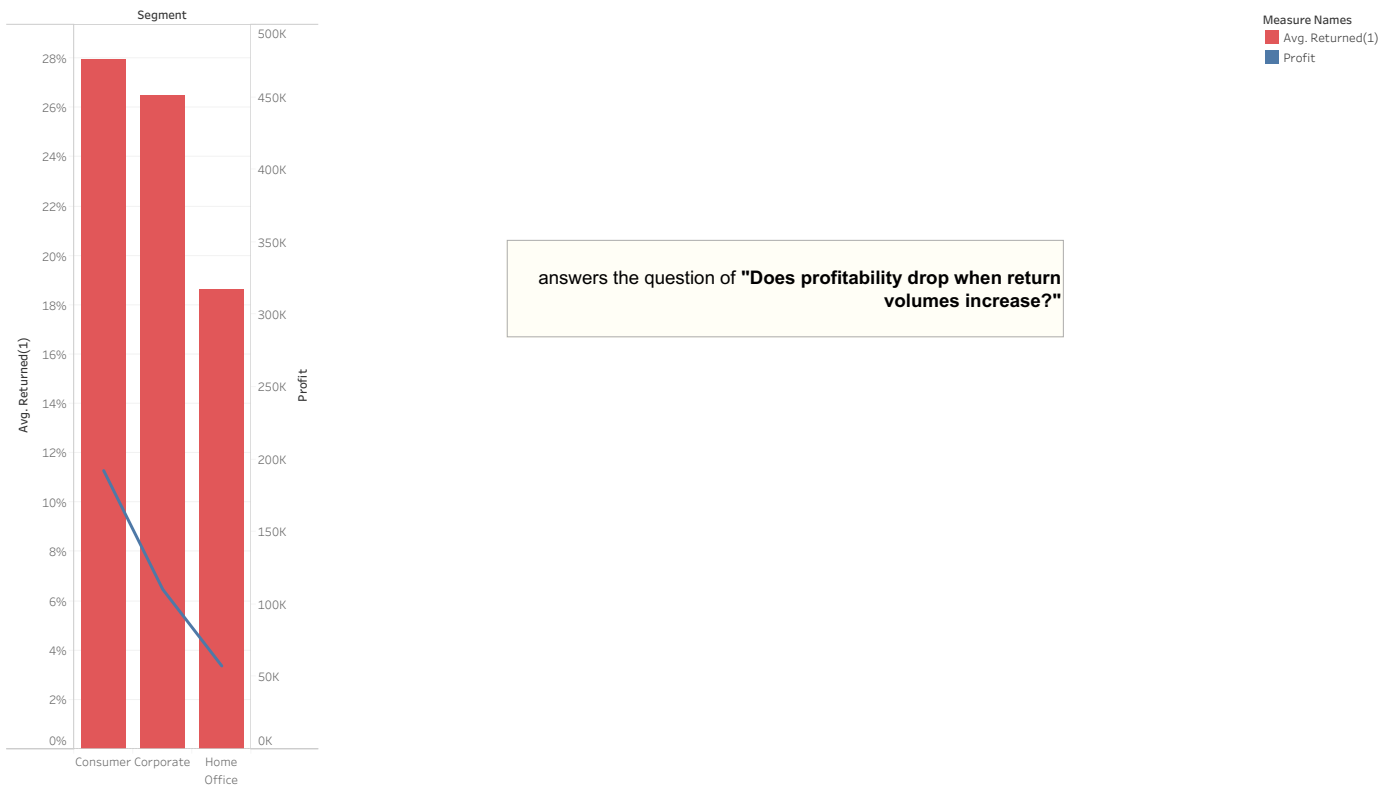 Segment
28%
26%
24%
22%
20%
18%
16%
14%
12%
10%
8%
6%
4%
2%
0%
Avg. Returned(1)
500K
450K
400K
350K
300K
250K
200K
150K
100K
50K
0K
Profit
Consumer Corporate Home
Office
answers the question of "Does profitability drop when return
volumes increase?"
Measure Names
Avg. Returned(1)
Profit